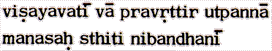 viṣayavatī vā pravṛttir utpannā
manasaḥ sthiti nibandhanī